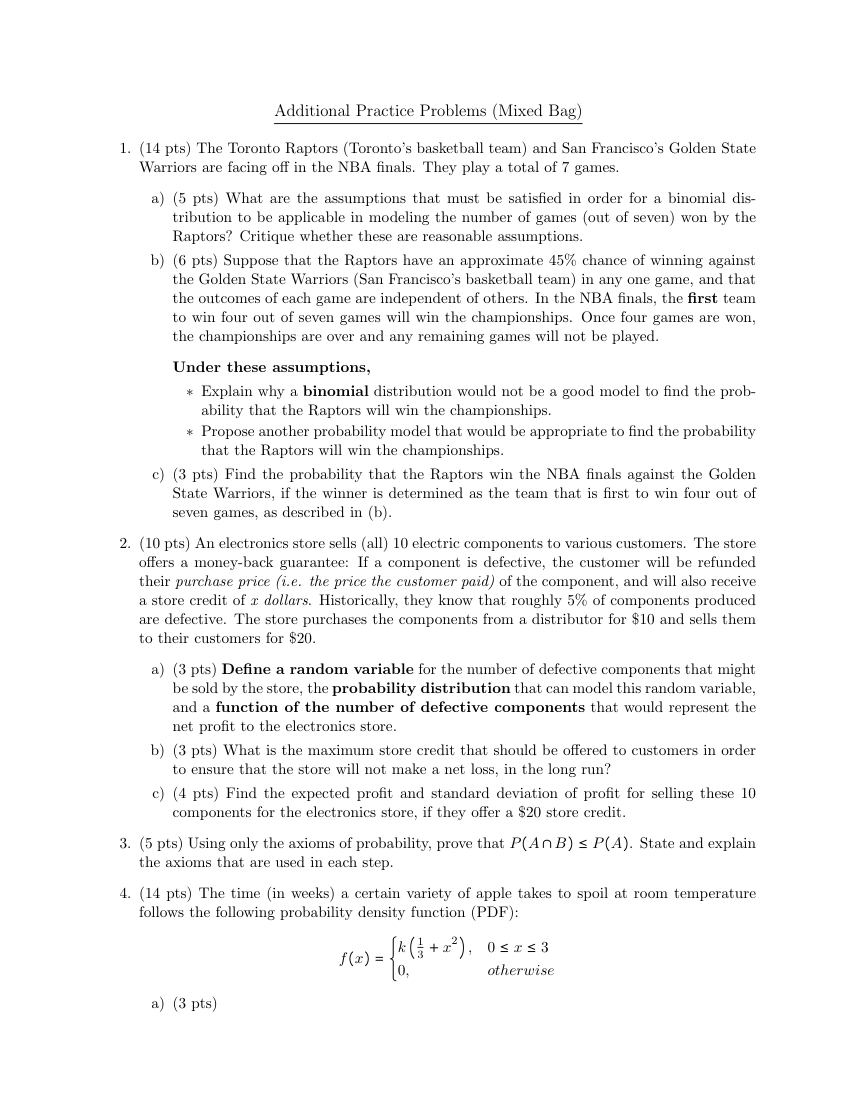 Additional Practice Problems (Mixed Bag)
1. (14 pts) The Toronto Raptors (Toronto's basketball team) and San Francisco's Golden State
Warriors are facing off in the NBA finals. They play a total of 7 games.
a) (5 pts) What are the assumptions that must be satisfied in order for a binomial dis-
tribution to be applicable in modeling the number of games (out of seven) won by the
Raptors? Critique whether these are reasonable assumptions.
b) (6 pts) Suppose that the Raptors have an approximate 45% chance of winning against
the Golden State Warriors (San Francisco's basketball team) in any one game, and that
the outcomes of each game are independent of others. In the NBA finals, the first team
to win four out of seven games will win the championships. Once four games are won,
the championships are over and any remaining games will not be played.
Under these assumptions,
∗ Explain why a binomial distribution would not be a good model to find the prob-
ability that the Raptors will win the championships.
∗ Propose another probability model that would be appropriate to find the probability
that the Raptors will win the championships.
c) (3 pts) Find the probability that the Raptors win the NBA finals against the Golden
State Warriors, if the winner is determined as the team that is first to win four out of
seven games, as described in (b).
2. (10 pts) An electronics store sells (all) 10 electric components to various customers. The store
offers a money-back guarantee: If a component is defective, the customer will be refunded
their purchase price (i.e. the price the customer paid) of the component, and will also receive
a store credit of x dollars. Historically, they know that roughly 5% of components produced
are defective. The store purchases the components from a distributor for $10 and sells them
to their customers for $20.
a) (3 pts) Define a random variable for the number of defective components that might
be sold by the store, the probability distribution that can model this random variable,
and a function of the number of defective components that would represent the
net profit to the electronics store.
b) (3 pts) What is the maximum store credit that should be offered to customers in order
to ensure that the store will not make a net loss, in the long run?
c) (4 pts) Find the expected profit and standard deviation of profit for selling these 10
components for the electronics store, if they offer a $20 store credit.
3. (5 pts) Using only the axioms of probability, prove that P(A ∩ B) ≤ P(A). State and explain
the axioms that are used in each step.
4. (14 pts) The time (in weeks) a certain variety of apple takes to spoil at room temperature
follows the following probability density function (PDF):
f(x) = { k(1/3 + x²), 0 ≤ x ≤ 3
0, otherwise
a) (3 pts)